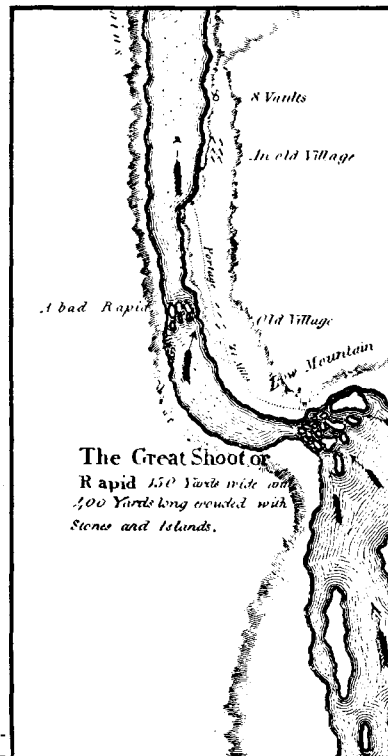 8 Vaults
An old Village
A bad Rapid
Old Village
Low Mountain
The Great Shoot or
Rapid 150 Yards wide and
400 Yards long crouded with
Stones and Islands.